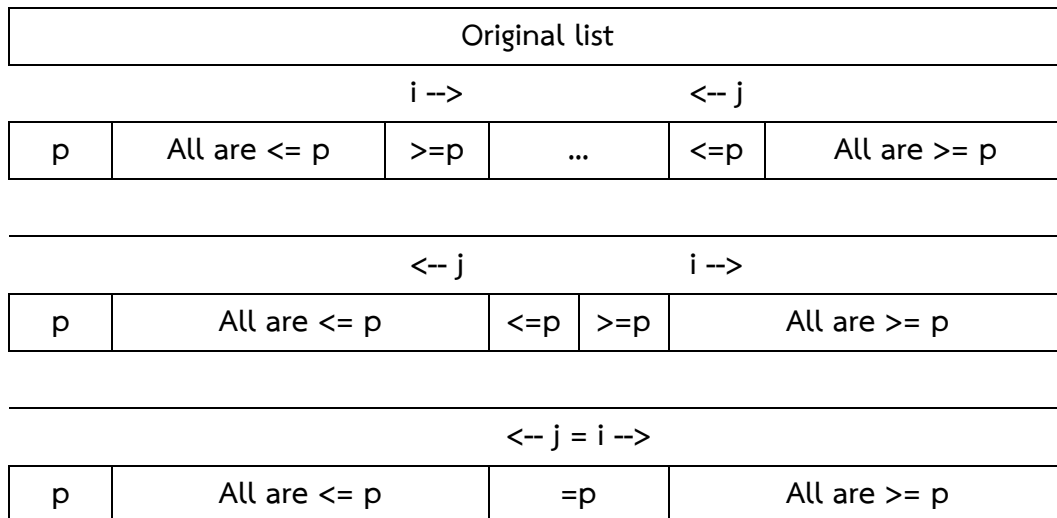 Original list
i --> <-- j
p All are <= p >=p ... <=p All are >= p
<-- j i -->
p All are <= p <=p >=p All are >= p
<-- j = i -->
p All are <= p =p All are >= p